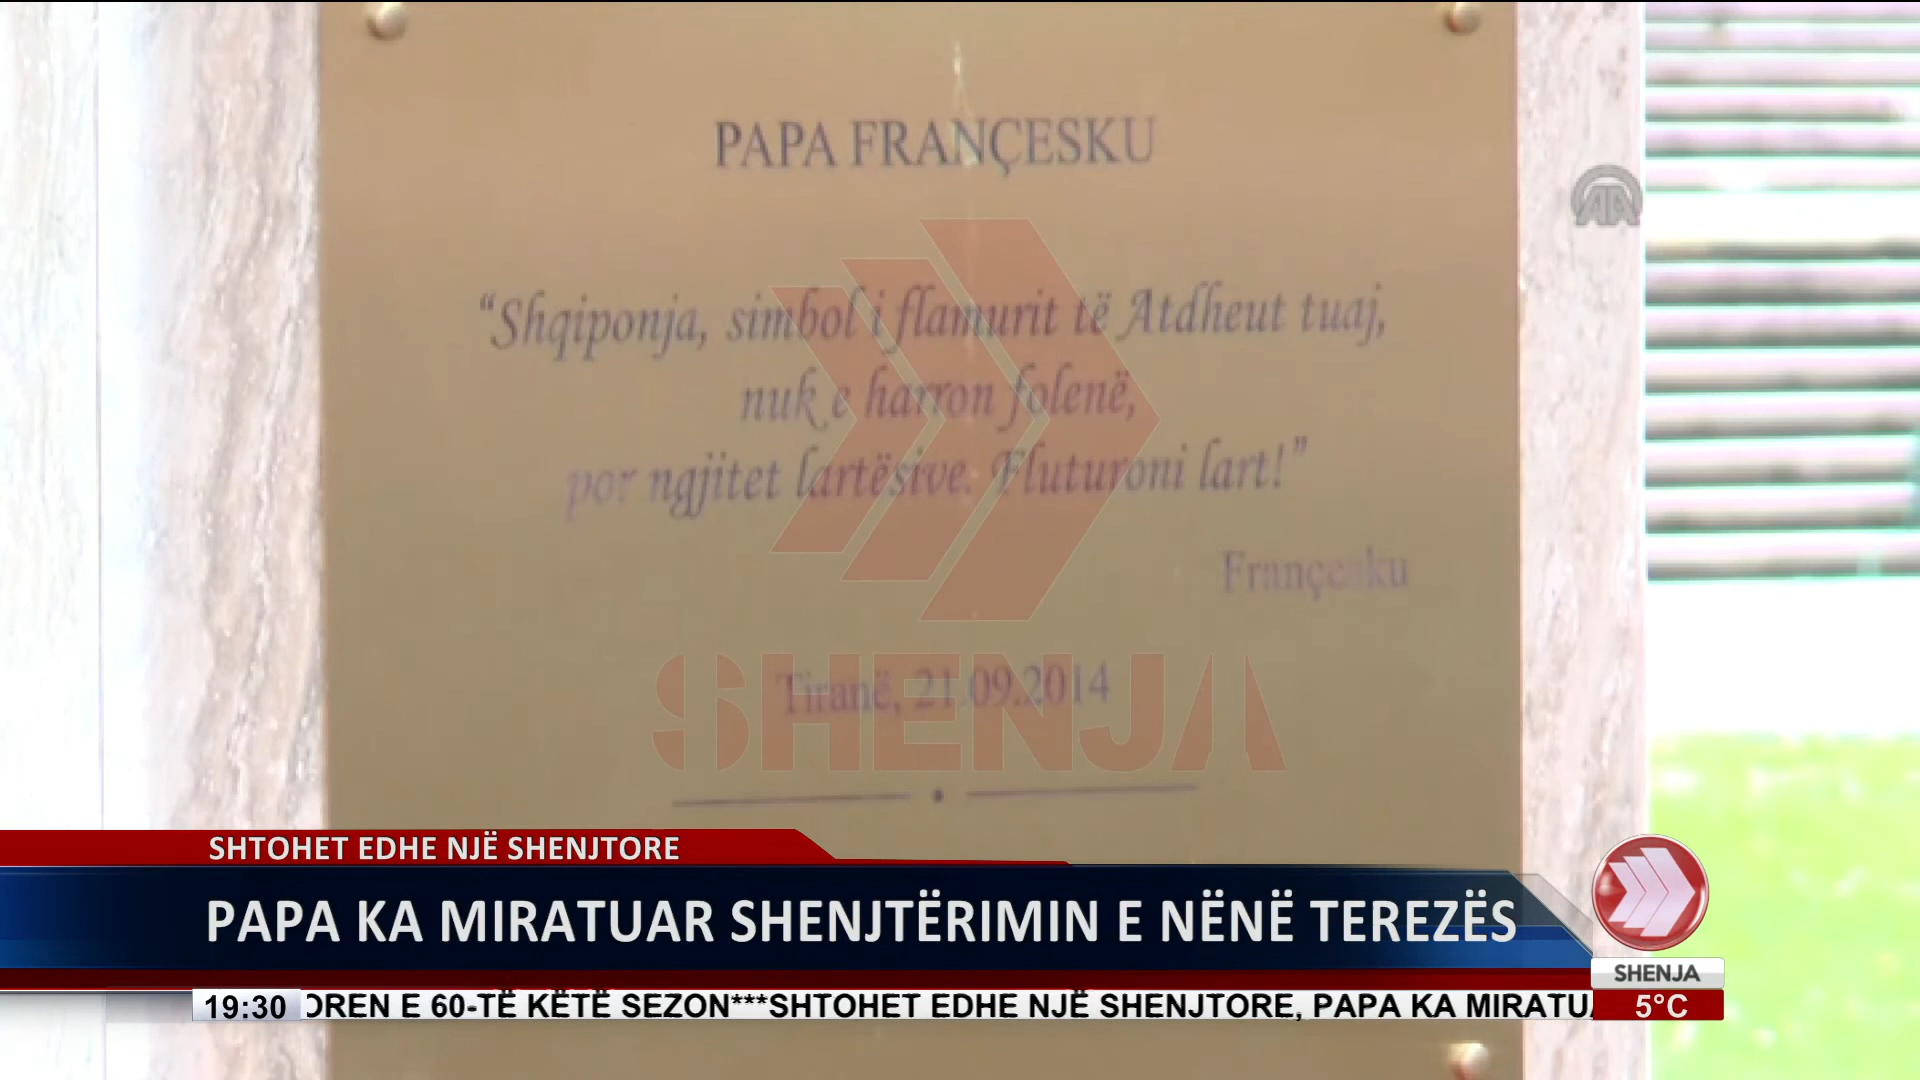 PAPA FRANÇESKU
AA
“Shqiponja, simbol i flamurit të Atdheut tuaj,
nuk e harron folenë,
por ngjitet lartësive. Fluturoni lart!”
Françesku
Tiranë, 21.09.2014
SHENJA
SHTOHET EDHE NJË SHENJTORE
PAPA KA MIRATUAR SHENJTËRIMIN E NËNË TEREZËS
SHENJA
19:30 OREN E 60-TË KËTË SEZON***SHTOHET EDHE NJË SHENJTORE, PAPA KA MIRATUA 5°C